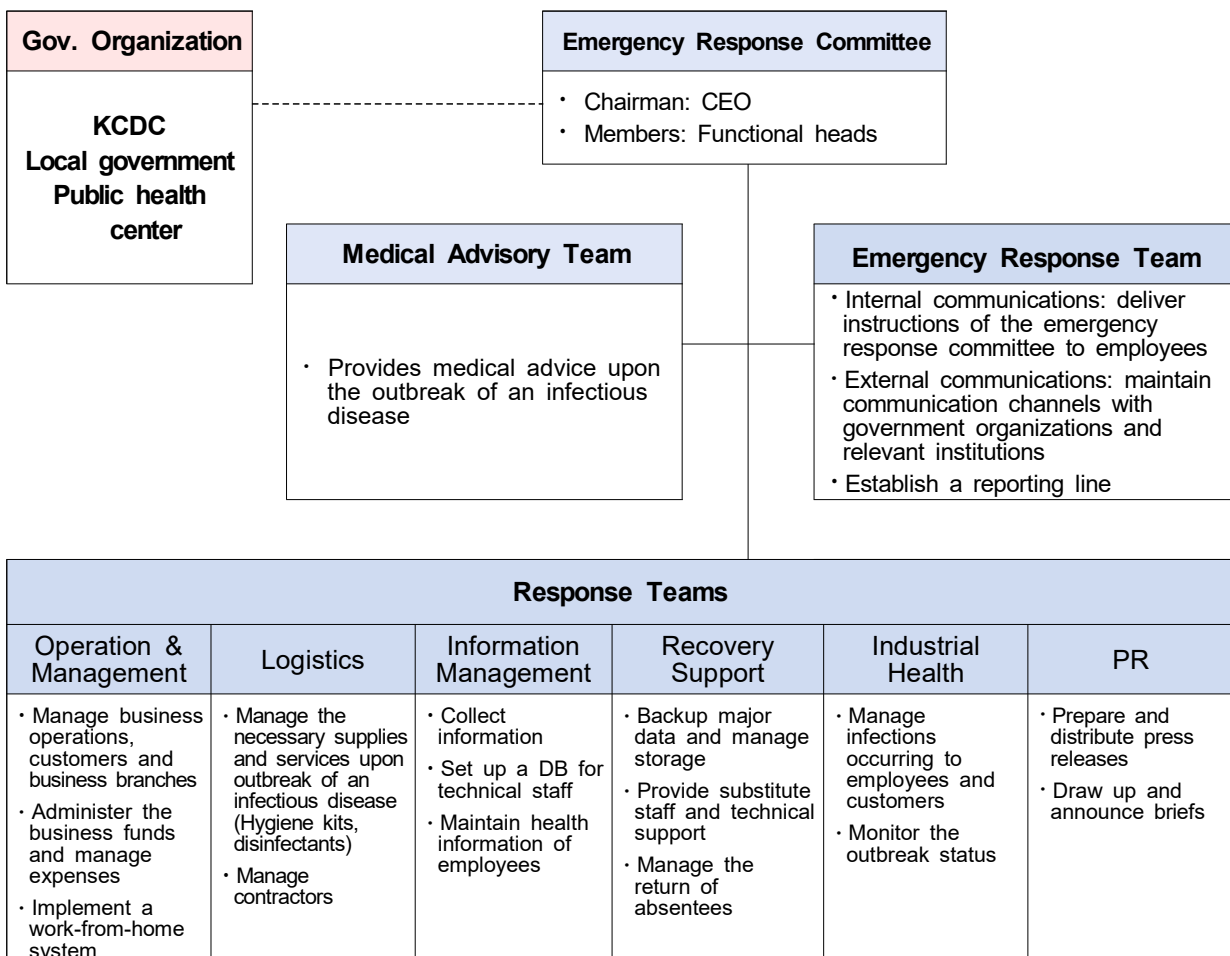 Gov. Organization
KCDC
Local government
Public health
center
Emergency Response Committee
· Chairman: CEO
· Members: Functional heads
Medical Advisory Team
· Provides medical advice upon
the outbreak of an infectious
disease
Emergency Response Team
· Internal communications: deliver
instructions of the emergency
response committee to employees
· External communications: maintain
communication channels with
government organizations and
relevant institutions
· Establish a reporting line
Response Teams
Operation &
Management
· Manage business
operations,
customers and
business branches
· Administer the
business funds
and manage
expenses
· Implement a
work-from-home
system
Logistics
· Manage the
necessary supplies
and services upon
outbreak of an
infectious disease
(Hygiene kits,
disinfectants)
· Manage
contractors
Information
Management
· Collect
information
· Set up a DB for
technical staff
· Maintain health
information of
employees
Recovery
Support
· Backup major
data and manage
storage
· Provide substitute
staff and technical
support
· Manage the
return of
absentees
Industrial
Health
· Manage
infections
occurring to
employees and
customers
· Monitor the
outbreak status
PR
· Prepare and
distribute press
releases
· Draw up and
announce briefs